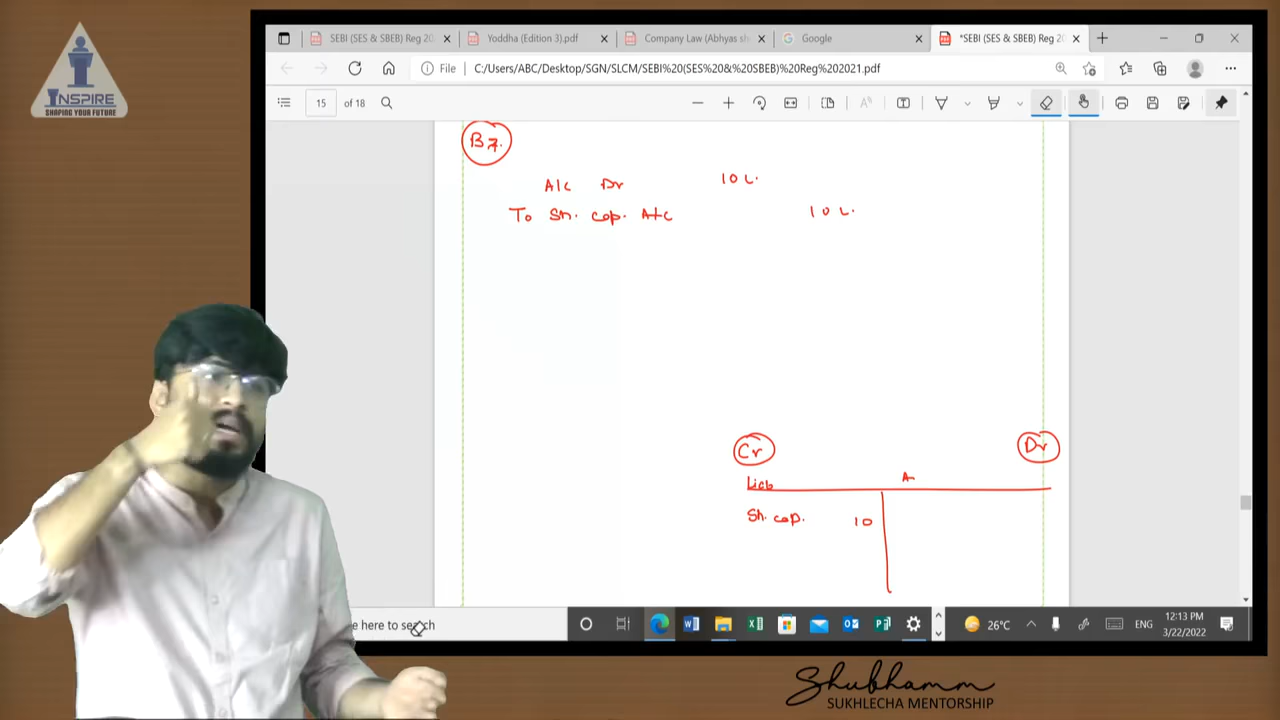 SEBI (SES & SBEB) Reg 20
Yoddha (Edition 3).pdf
Company Law (Abhyas sh
Google
*SEBI (SES & SBEB) Reg 20
INSPIRE
SHAPING YOUR FUTURE
File C:/Users/ABC/Desktop/SGN/SLCM/SEBI%20(SES%20&%20SBEB)%20Reg%202021.pdf
15 of 18
B7.
A/c Dr 10 L.
To Sh. cap. A/c 10 L.
Cr Dr
Liab A
Sh. cap. 10
e here to search
26°C
ENG
12:13 PM
3/22/2022
Shubhamm
SUKHLECHA MENTORSHIP